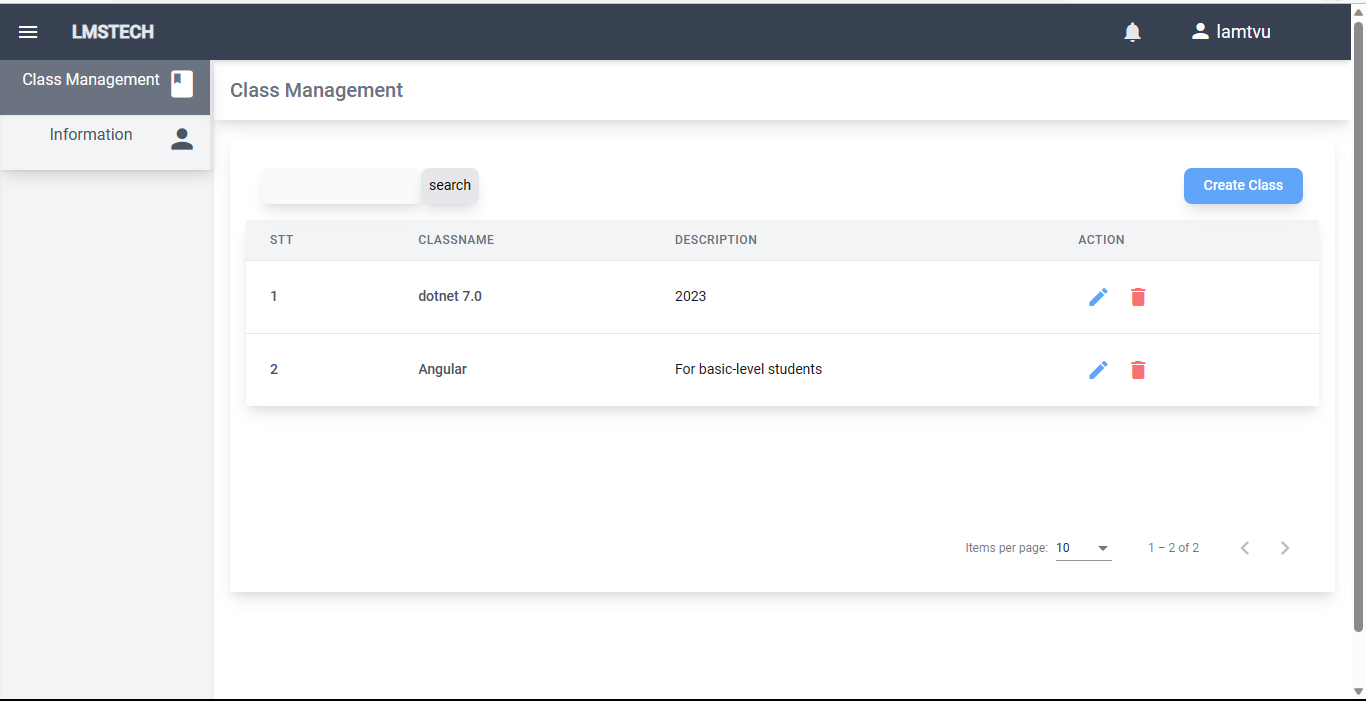 LMSTECH lamtvu
Class Management
Information
Class Management
search Create Class
STT CLASSNAME DESCRIPTION ACTION
1 dotnet 7.0 2023
2 Angular For basic-level students
Items per page: 10 1 – 2 of 2